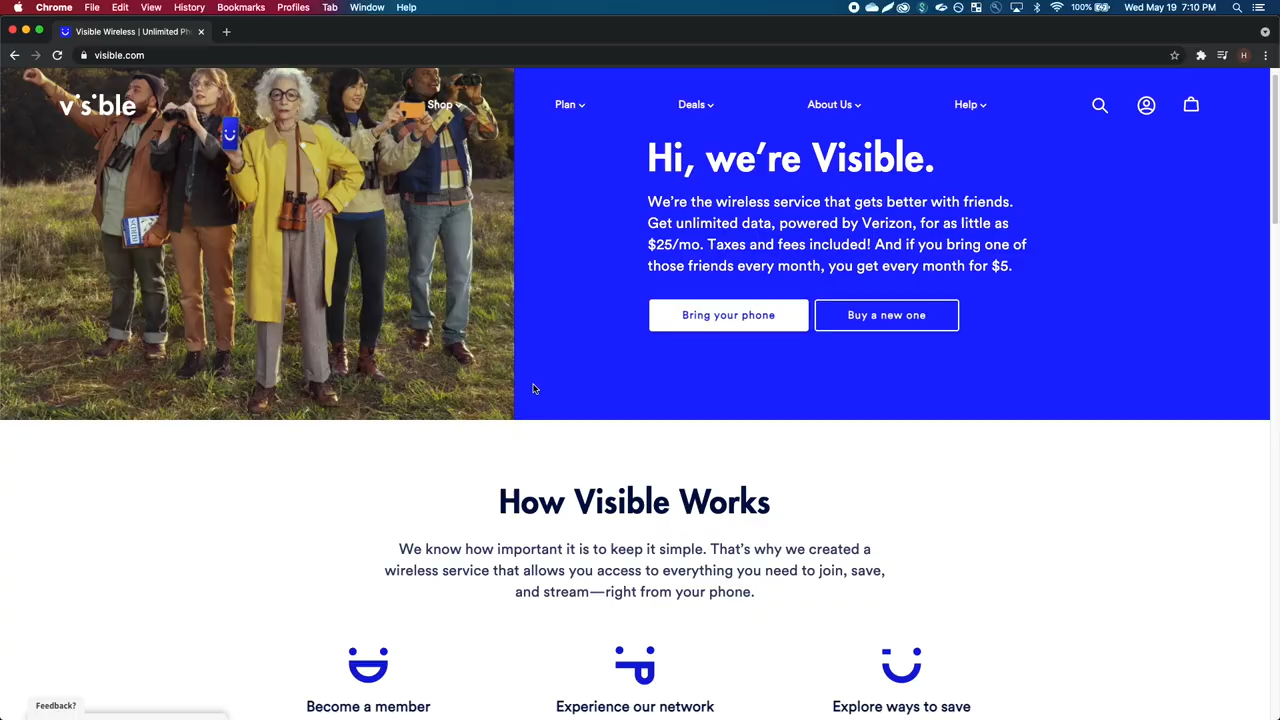 Chrome File Edit View History Bookmarks Profiles Tab Window Help 100% Wed May 19 7:10 PM
Visible Wireless | Unlimited Ph
visible.com
visible
Shop
Plan
Deals
About Us
Help
Hi, we're Visible.
We're the wireless service that gets better with friends.
Get unlimited data, powered by Verizon, for as little as
$25/mo. Taxes and fees included! And if you bring one of
those friends every month, you get every month for $5.
Bring your phone
Buy a new one
How Visible Works
We know how important it is to keep it simple. That's why we created a
wireless service that allows you access to everything you need to join, save,
and stream—right from your phone.
Become a member
Experience our network
Explore ways to save
Feedback?